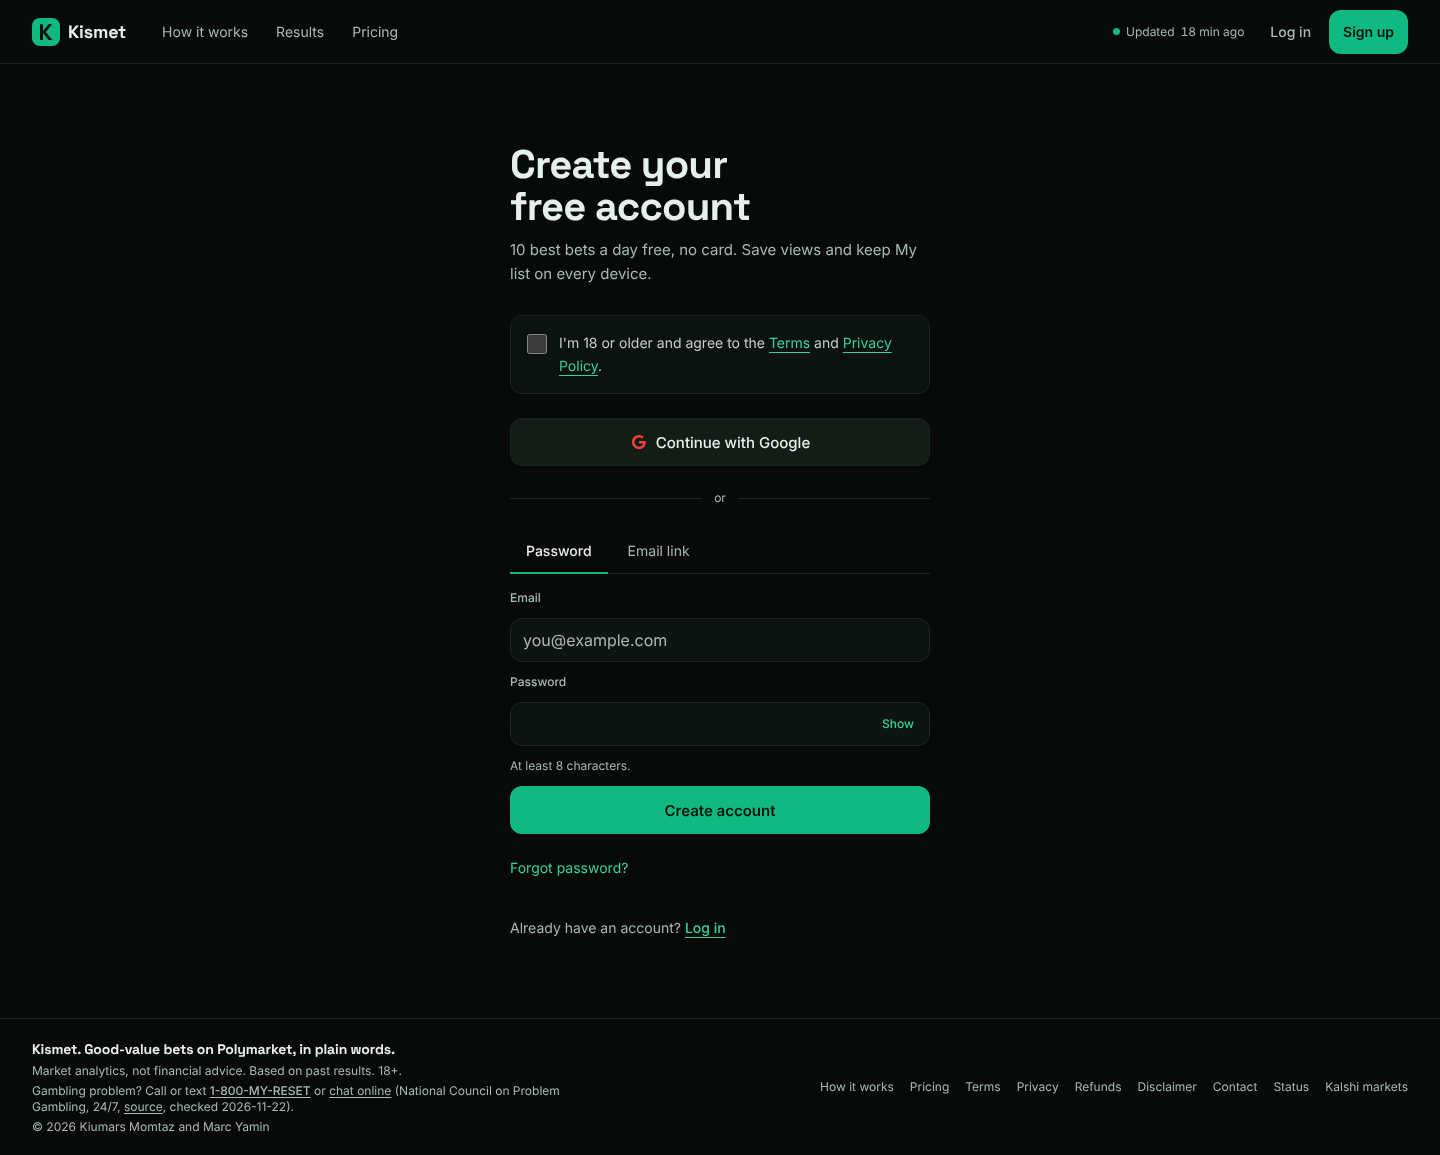 K Kismet How it works Results Pricing Updated 18 min ago Log in Sign up
Create your
free account
10 best bets a day free, no card. Save views and keep My
list on every device.
I'm 18 or older and agree to the Terms and Privacy
Policy.
G Continue with Google
or
Password Email link
Email
you@example.com
Password
Show
At least 8 characters.
Create account
Forgot password?
Already have an account? Log in
Kismet. Good-value bets on Polymarket, in plain words.
Market analytics, not financial advice. Based on past results. 18+.
Gambling problem? Call or text 1-800-MY-RESET or chat online (National Council on Problem
Gambling, 24/7, source, checked 2026-11-22).
© 2026 Kiumars Momtaz and Marc Yamin
How it works Pricing Terms Privacy Refunds Disclaimer Contact Status Kalshi markets